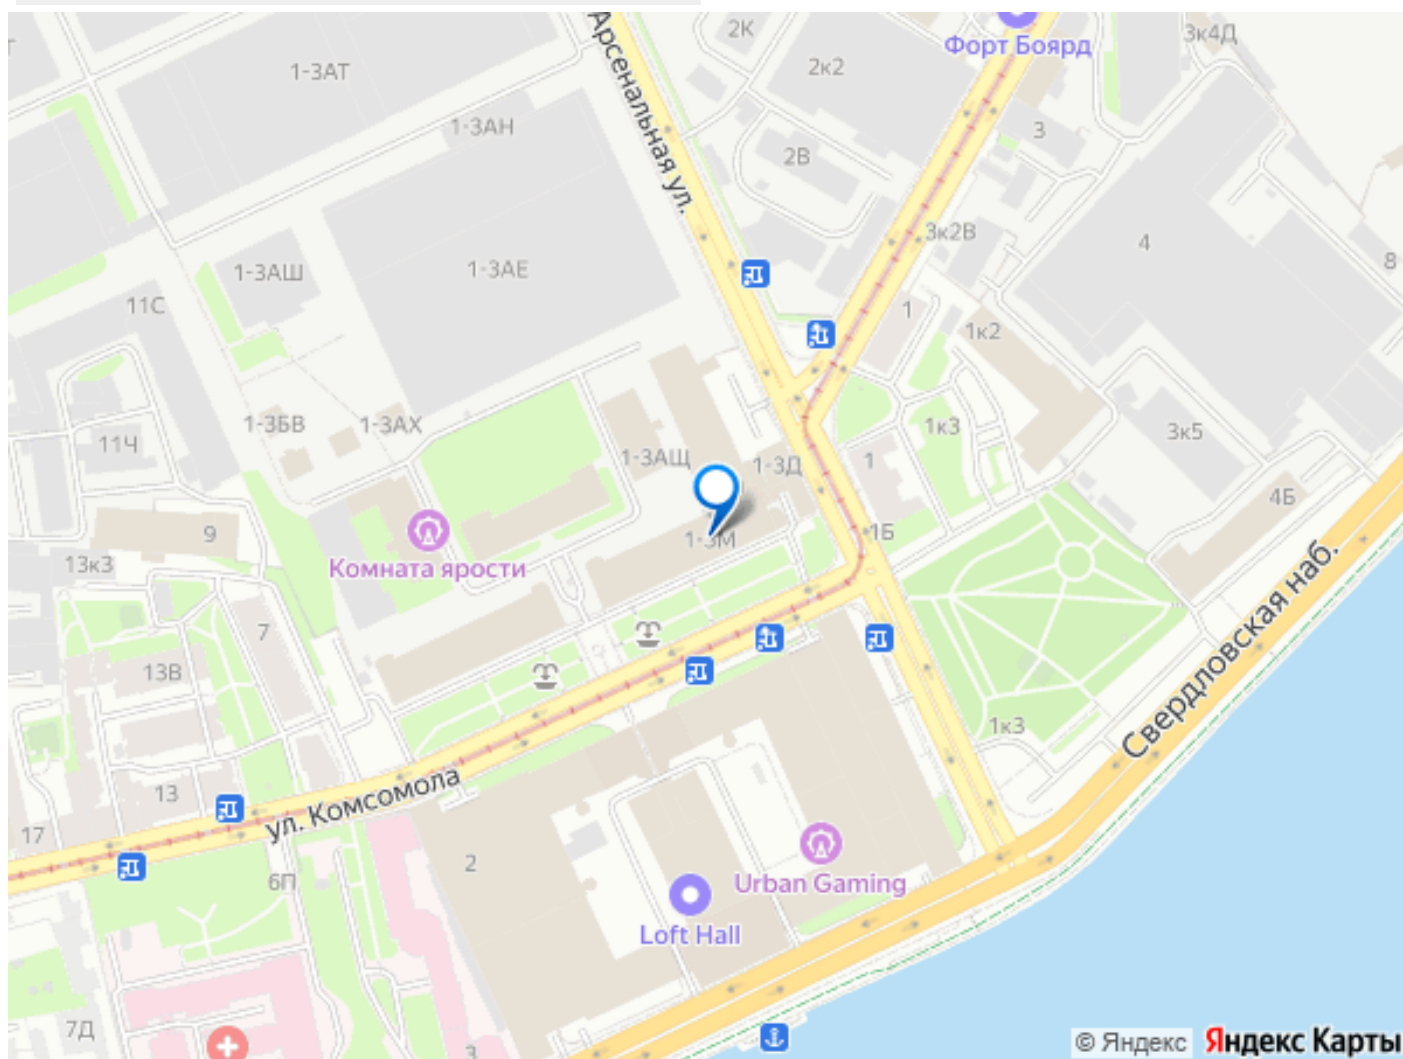 2К
Форт Боярд
3к4Д
1-3АТ
2к2
Арсенальная ул.
1-3АН
3
2В
3к2В
4
8
1-3АШ
1-3АЕ
11С
1
1к2
1-3БВ
1-3АХ
1к3
3к5
11Ч
1-3АЩ
1-3Д
1
4Б
9
1-3М
1Б
13к3
Комната ярости
Свердловская наб.
7
13В
1к3
13
ул. Комсомола
17
2
6П
Urban Gaming
Loft Hall
7Д
3
© Яндекс
Яндекс Карты